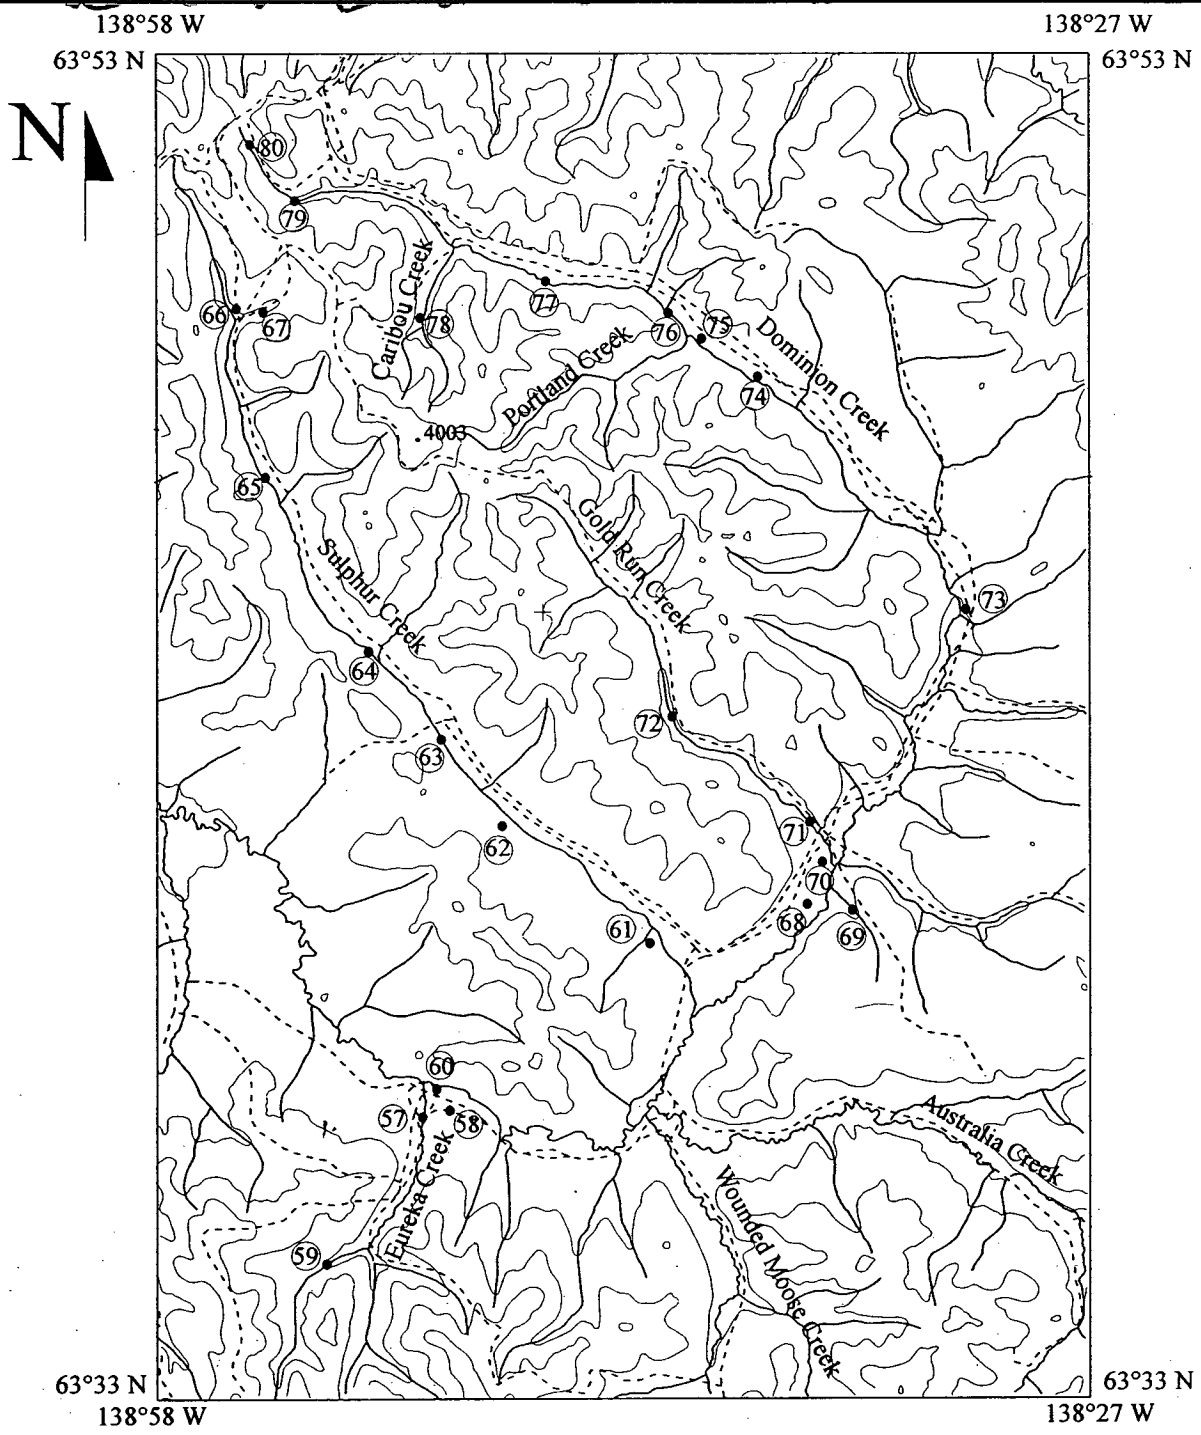 138°58 W
138°27 W
63°53 N
63°53 N
N
80
79
Caribou Creek
77
66
67
78
76
75
Dominion Creek
Portland Creek
74
4003
65
Gold Run Creek
Sulphur Creek
73
64
72
63
71
62
70
61
68
69
60
57
58
Australia Creek
Eureka Creek
Wounded Moose Creek
59
63°33 N
63°33 N
138°58 W
138°27 W